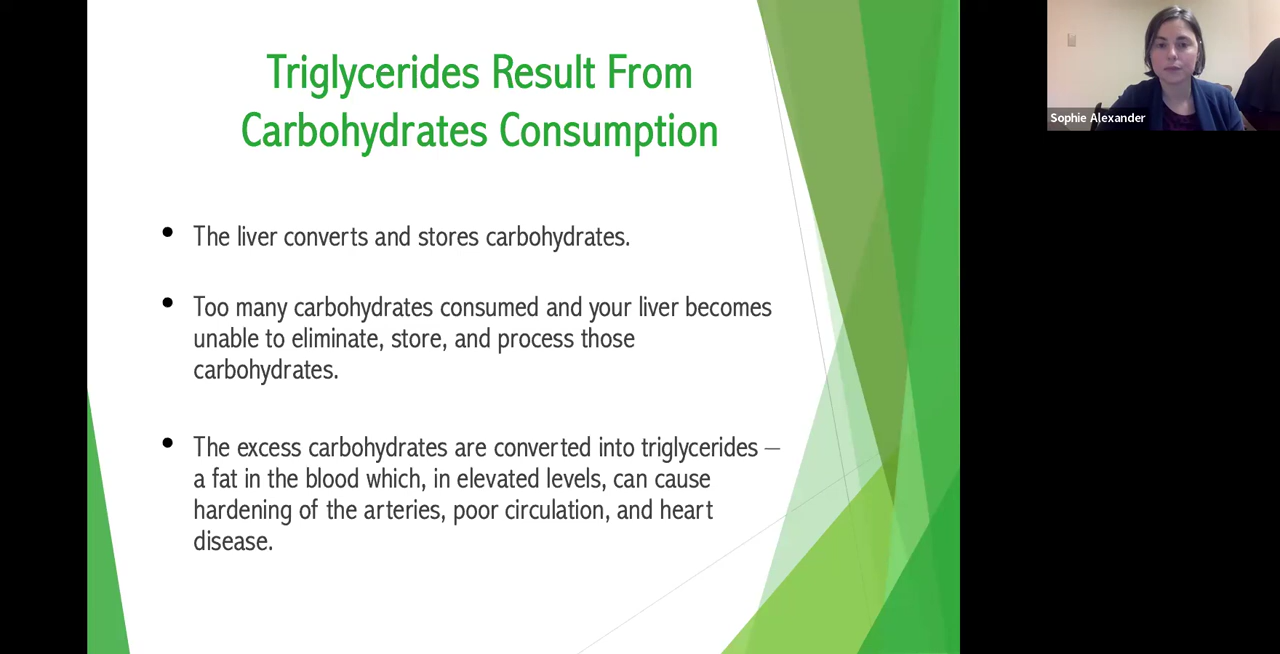 Triglycerides Result From
Carbohydrates Consumption
• The liver converts and stores carbohydrates.
• Too many carbohydrates consumed and your liver becomes
unable to eliminate, store, and process those
carbohydrates.
• The excess carbohydrates are converted into triglycerides –
a fat in the blood which, in elevated levels, can cause
hardening of the arteries, poor circulation, and heart
disease.
Sophie Alexander